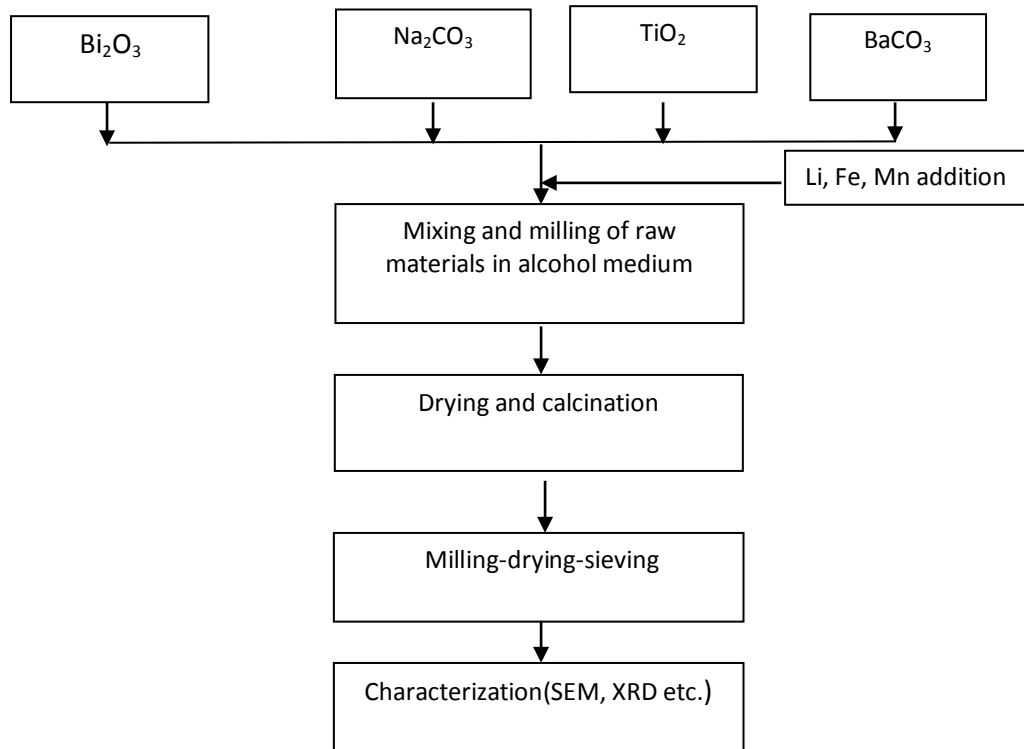 Bi₂O₃
Na₂CO₃
TiO₂
BaCO₃
Li, Fe, Mn addition
Mixing and milling of raw
materials in alcohol medium
Drying and calcination
Milling-drying-sieving
Characterization(SEM, XRD etc.)